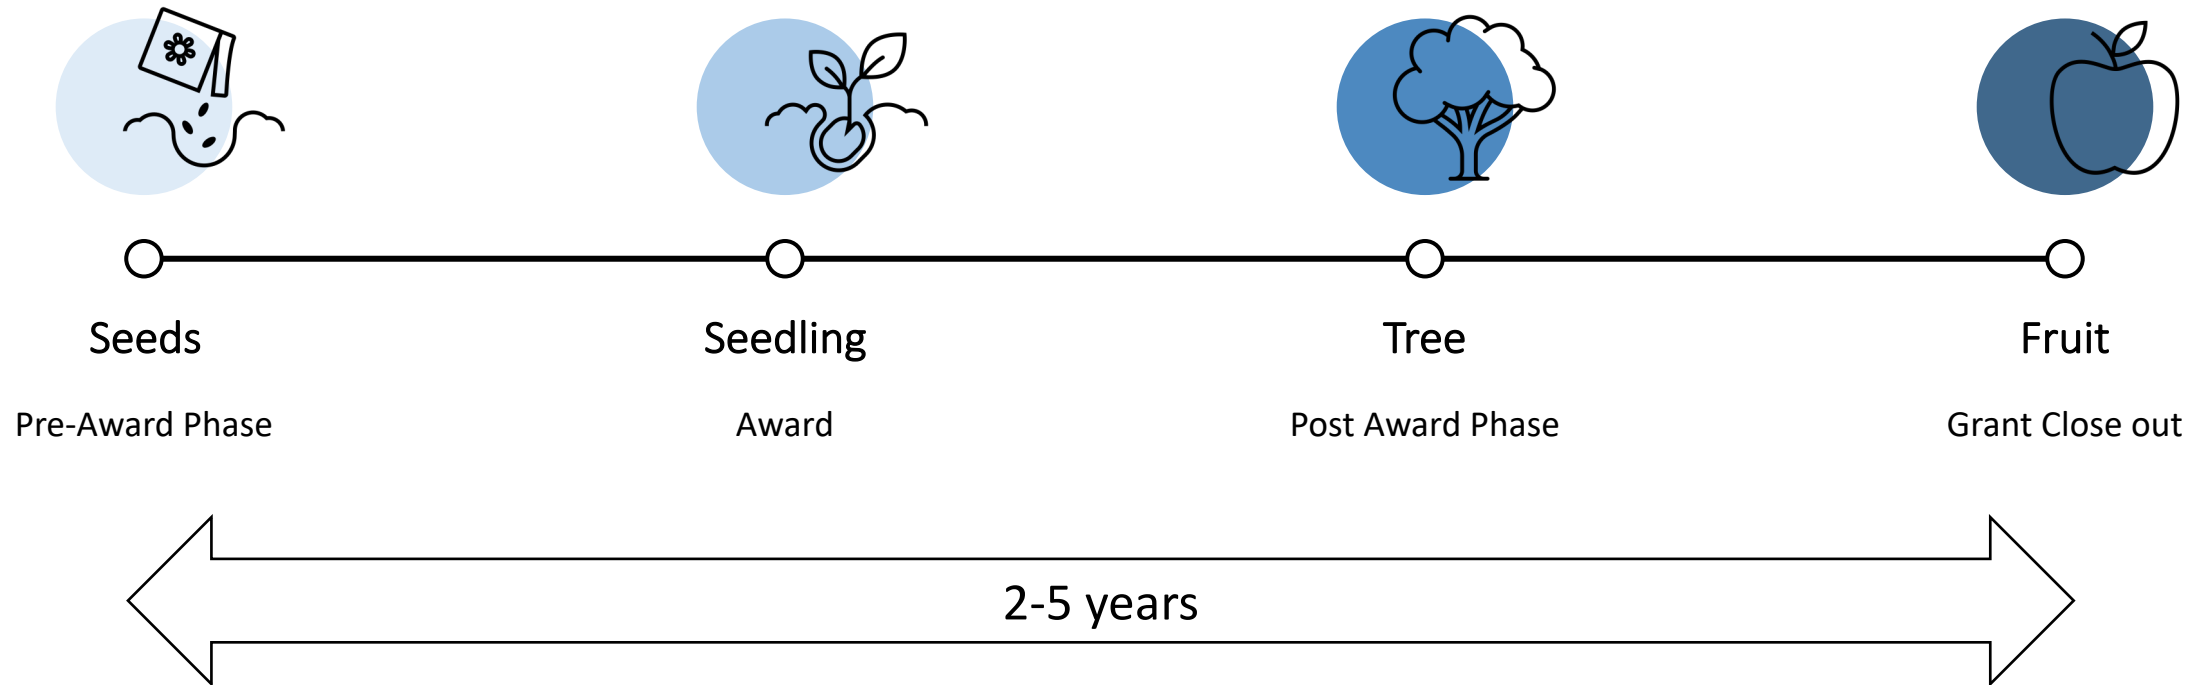 Seeds
Seedling
Tree
Fruit
Pre-Award Phase
Award
Post Award Phase
Grant Close out
2-5 years